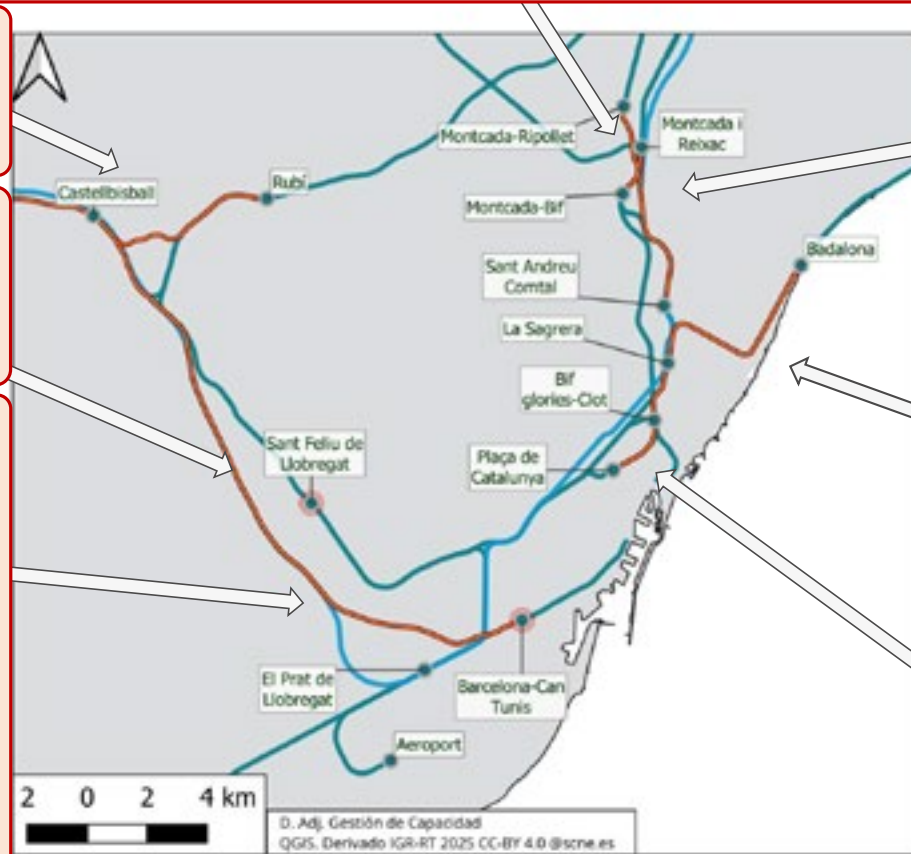 Montcada-Ripollet
Montcada i
Reixac
Castellbisball
Rubí
Montcada-Bif
Badalona
Sant Andreu
Comtal
La Sagrera
Bif
glories-Clot
Sant Feliu de
Llobregat
Plaça de
Catalunya
El Prat de
Llobregat
Barcelona-Can
Tunis
Aeroport
2 0 2 4 km
D. Adj. Gestión de Capacidad
QGIS. Derivado IGR-RT 2025 CC-BY 4.0 @scne.es